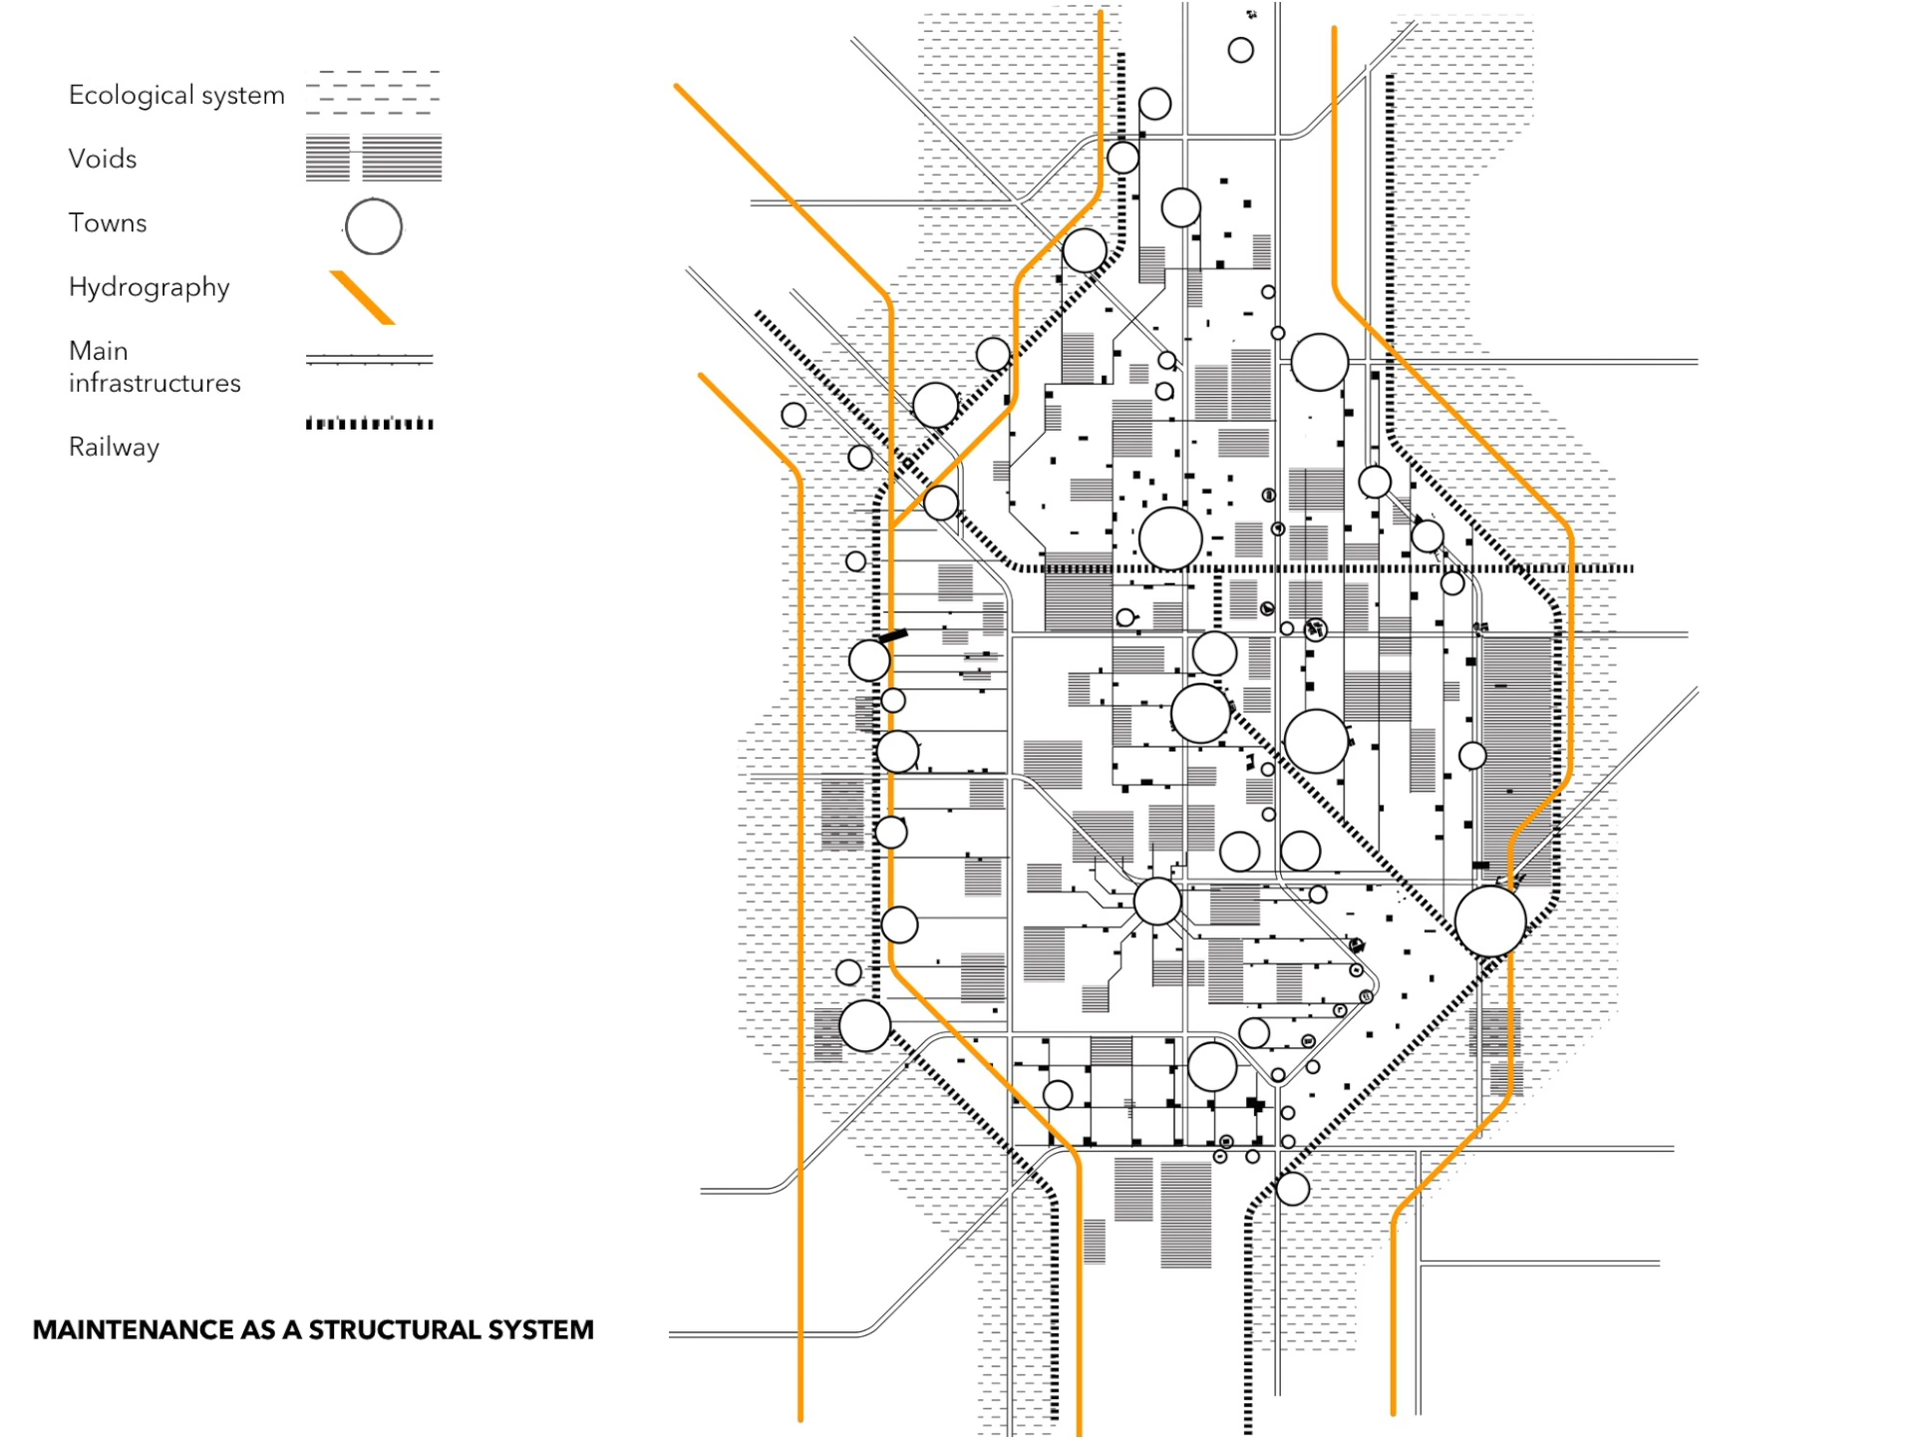 Ecological system
Voids
Towns
Hydrography
Main
infrastructures
Railway
MAINTENANCE AS A STRUCTURAL SYSTEM